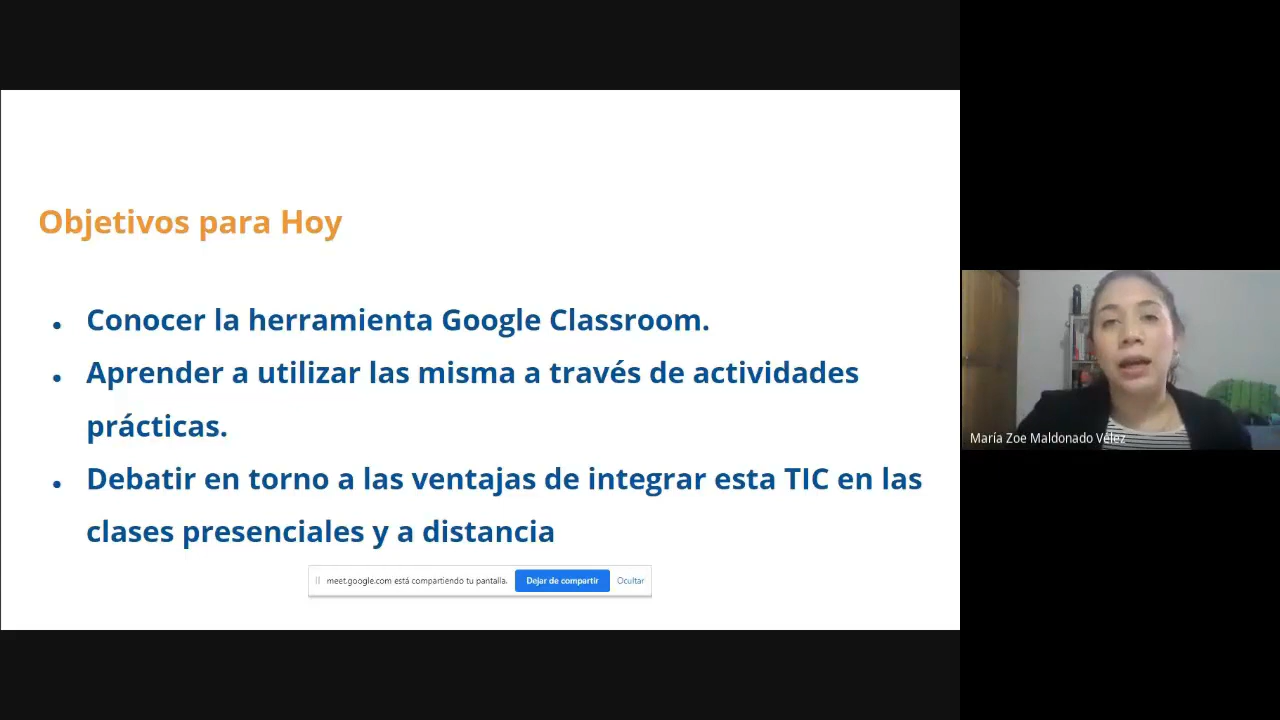 Objetivos para Hoy
• Conocer la herramienta Google Classroom.
• Aprender a utilizar las misma a través de actividades
prácticas.
• Debatir en torno a las ventajas de integrar esta TIC en las
clases presenciales y a distancia
meet.google.com está compartiendo tu pantalla. Dejar de compartir Ocultar
María Zoe Maldonado Vélez